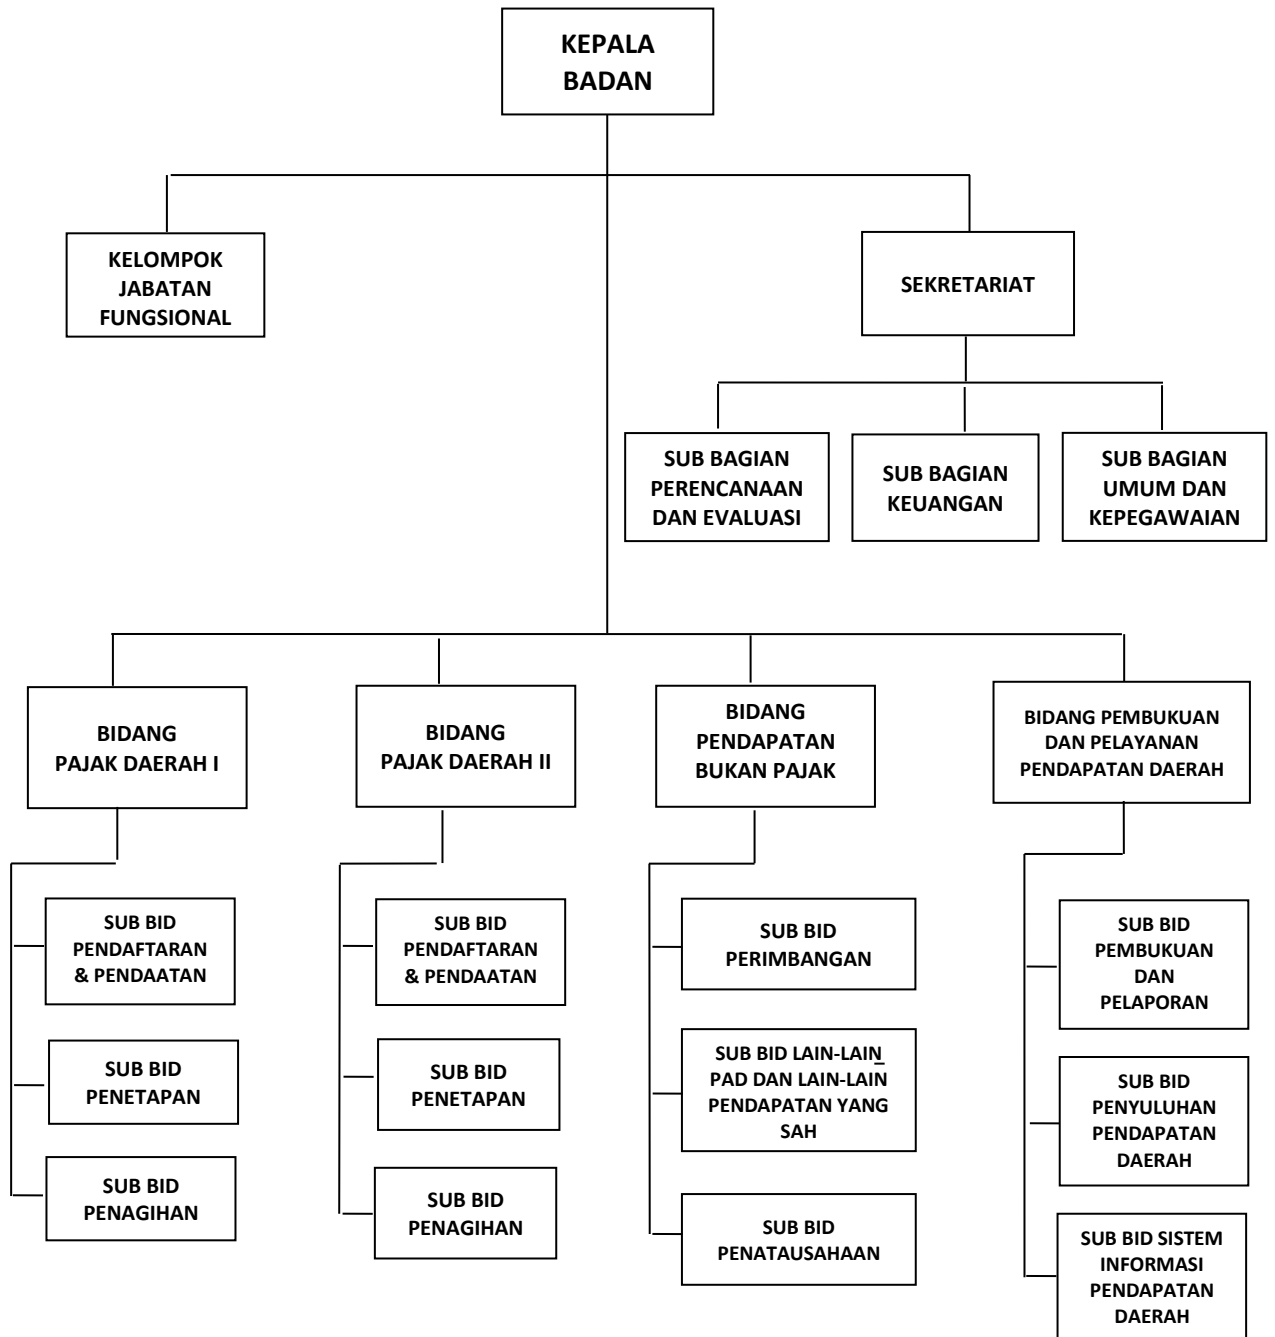 KEPALA
BADAN
KELOMPOK
JABATAN
FUNGSIONAL
SEKRETARIAT
SUB BAGIAN
PERENCANAAN
DAN EVALUASI
SUB BAGIAN
KEUANGAN
SUB BAGIAN
UMUM DAN
KEPEGAWAIAN
BIDANG
PAJAK DAERAH I
BIDANG
PAJAK DAERAH II
BIDANG
PENDAPATAN
BUKAN PAJAK
BIDANG PEMBUKUAN
DAN PELAYANAN
PENDAPATAN DAERAH
SUB BID
PENDAFTARAN
& PENDAATAN
SUB BID
PENETAPAN
SUB BID
PENAGIHAN
SUB BID
PENDAFTARAN
& PENDAATAN
SUB BID
PENETAPAN
SUB BID
PENAGIHAN
SUB BID
PERIMBANGAN
SUB BID LAIN-LAIN
PAD DAN LAIN-LAIN
PENDAPATAN YANG
SAH
SUB BID
PENATAUSAHAAN
SUB BID
PEMBUKUAN
DAN
PELAPORAN
SUB BID
PENYULUHAN
PENDAPATAN
DAERAH
SUB BID SISTEM
INFORMASI
PENDAPATAN
DAERAH